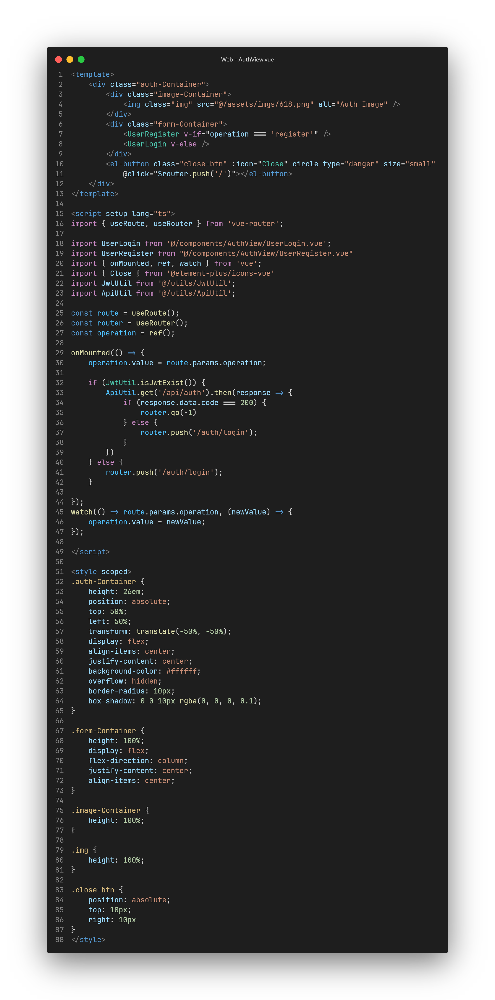 Web - AuthView.vue
1 <template>
2     <div class="auth-Container">
3         <div class="image-Container">
4             <img class="img" src="@/assets/imgs/618.png" alt="Auth Image" />
5         </div>
6         <div class="form-Container">
7             <UserRegister v-if="operation === 'register'" />
8             <UserLogin v-else />
9         </div>
10         <el-button class="close-btn" :icon="Close" circle type="danger" size="small"
11             @click="$router.push('/')"></el-button>
12     </div>
13 </template>
14
15 <script setup lang="ts">
16 import { useRoute, useRouter } from 'vue-router';
17
18 import UserLogin from '@/components/AuthView/UserLogin.vue';
19 import UserRegister from "@/components/AuthView/UserRegister.vue"
20 import { onMounted, ref, watch } from 'vue';
21 import { Close } from '@element-plus/icons-vue'
22 import JwtUtil from '@/utils/JwtUtil';
23 import ApiUtil from '@/utils/ApiUtil';
24
25 const route = useRoute();
26 const router = useRouter();
27 const operation = ref();
28
29 onMounted(() => {
30     operation.value = route.params.operation;
31
32     if (JwtUtil.isJwtExist()) {
33         ApiUtil.get('/api/auth').then(response => {
34             if (response.data.code === 200) {
35                 router.go(-1)
36             } else {
37                 router.push('/auth/login');
38             }
39         })
40     } else {
41         router.push('/auth/login');
42     }
43
44 });
45 watch(() => route.params.operation, (newValue) => {
46     operation.value = newValue;
47 });
48
49 </script>
50
51 <style scoped>
52 .auth-Container {
53     height: 26em;
54     position: absolute;
55     top: 50%;
56     left: 50%;
57     transform: translate(-50%, -50%);
58     display: flex;
59     align-items: center;
60     justify-content: center;
61     background-color: #ffffff;
62     overflow: hidden;
63     border-radius: 10px;
64     box-shadow: 0 0 10px rgba(0, 0, 0, 0.1);
65 }
66
67 .form-Container {
68     height: 100%;
69     display: flex;
70     flex-direction: column;
71     justify-content: center;
72     align-items: center;
73 }
74
75 .image-Container {
76     height: 100%;
77 }
78
79 .img {
80     height: 100%;
81 }
82
83 .close-btn {
84     position: absolute;
85     top: 10px;
86     right: 10px
87 }
88 </style>